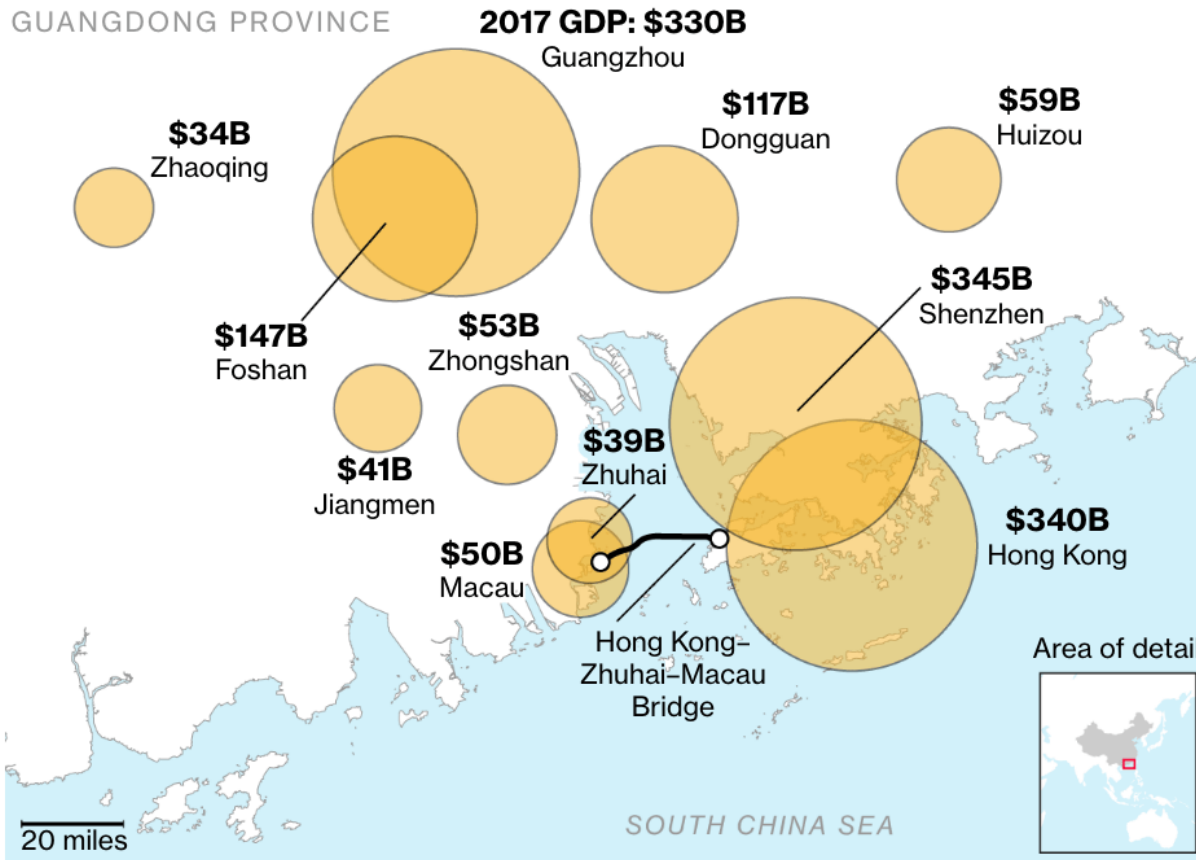 GUANGDONG PROVINCE
2017 GDP: $330B
Guangzhou
$34B
Zhaoqing
$117B
Dongguan
$59B
Huizou
$147B
Foshan
$53B
Zhongshan
$345B
Shenzhen
$41B
Jiangmen
$39B
Zhuhai
$50B
Macau
$340B
Hong Kong
Hong Kong–
Zhuhai–Macau
Bridge
Area of detai
20 miles
SOUTH CHINA SEA